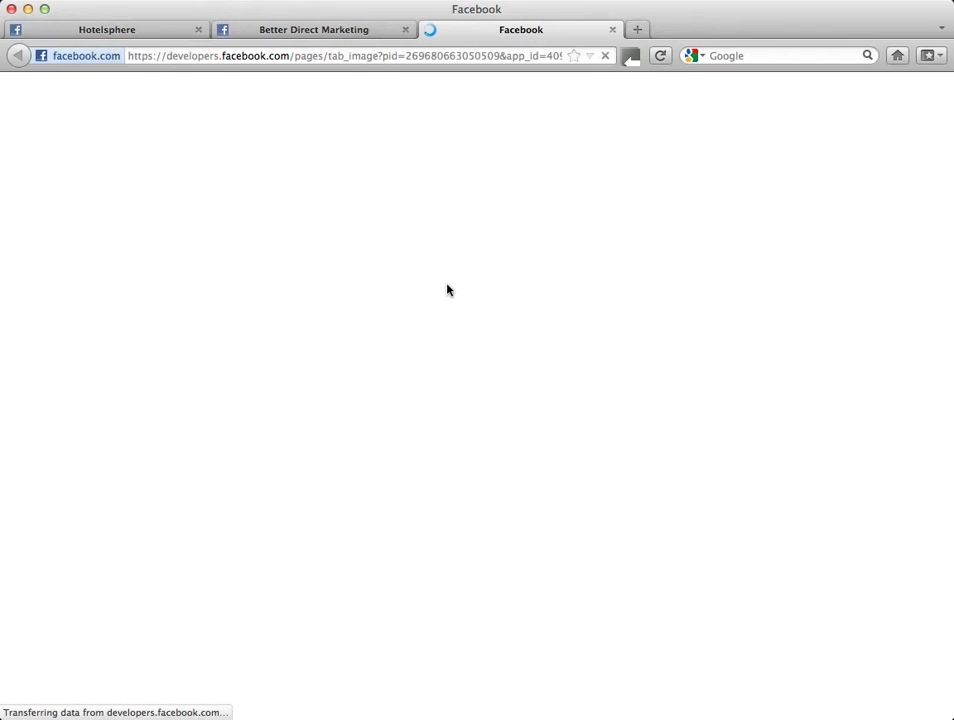 Facebook
Hotelsphere
Better Direct Marketing
Facebook
facebook.com
https://developers.facebook.com/pages/tab_image?pid=269680663050509&app_id=409
Google
Transferring data from developers.facebook.com...